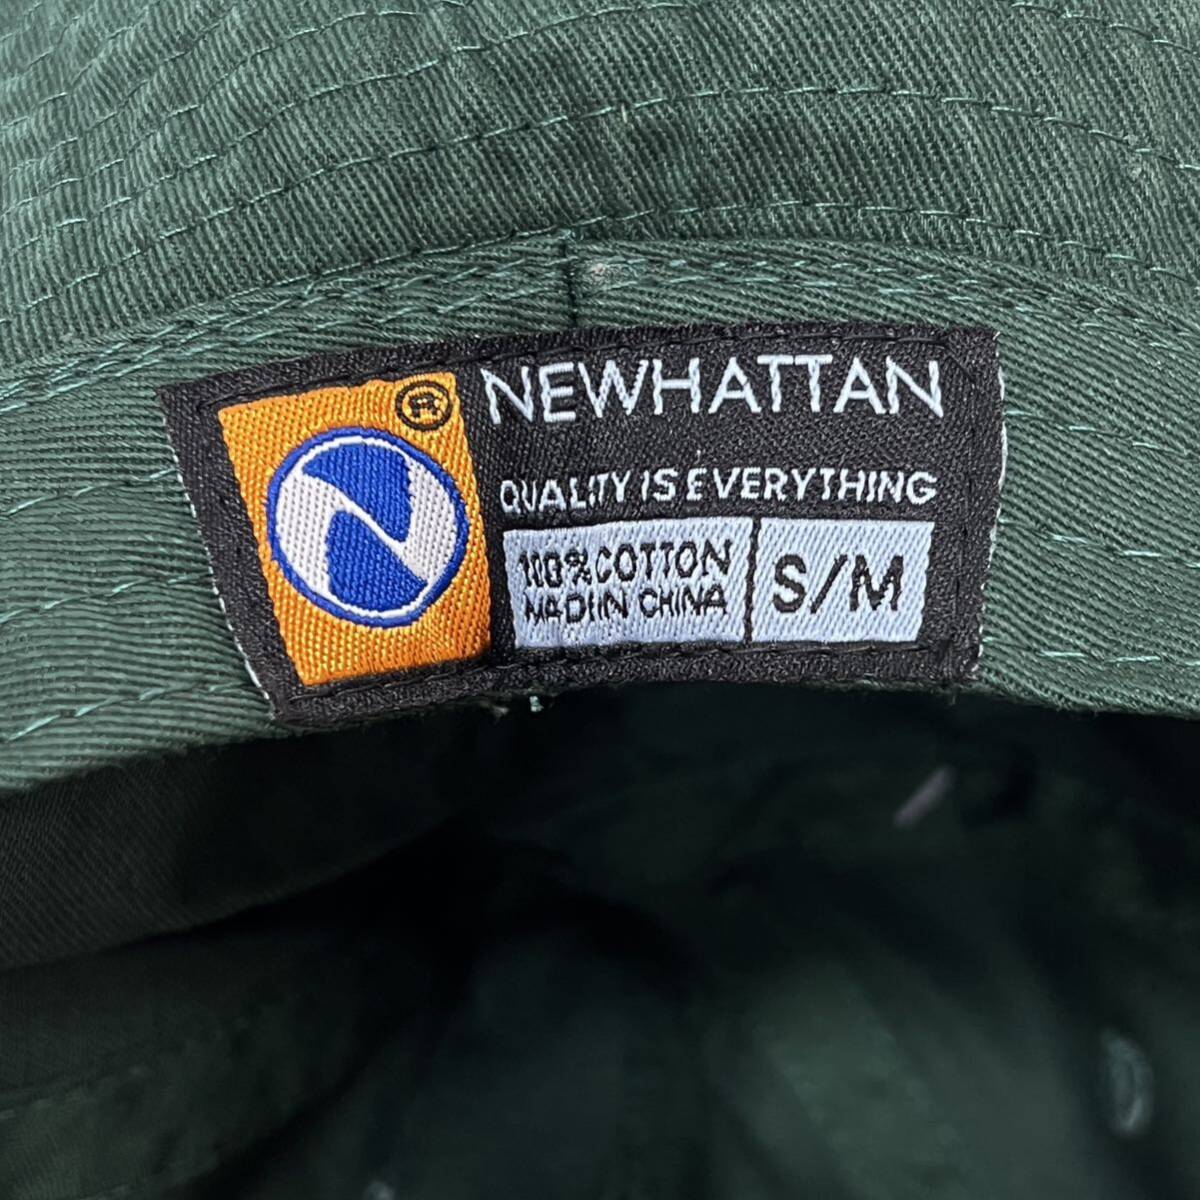 ®
NEWHATTAN
QUALITY IS EVERYTHING
100% COTTON
MADE IN CHINA
S/M